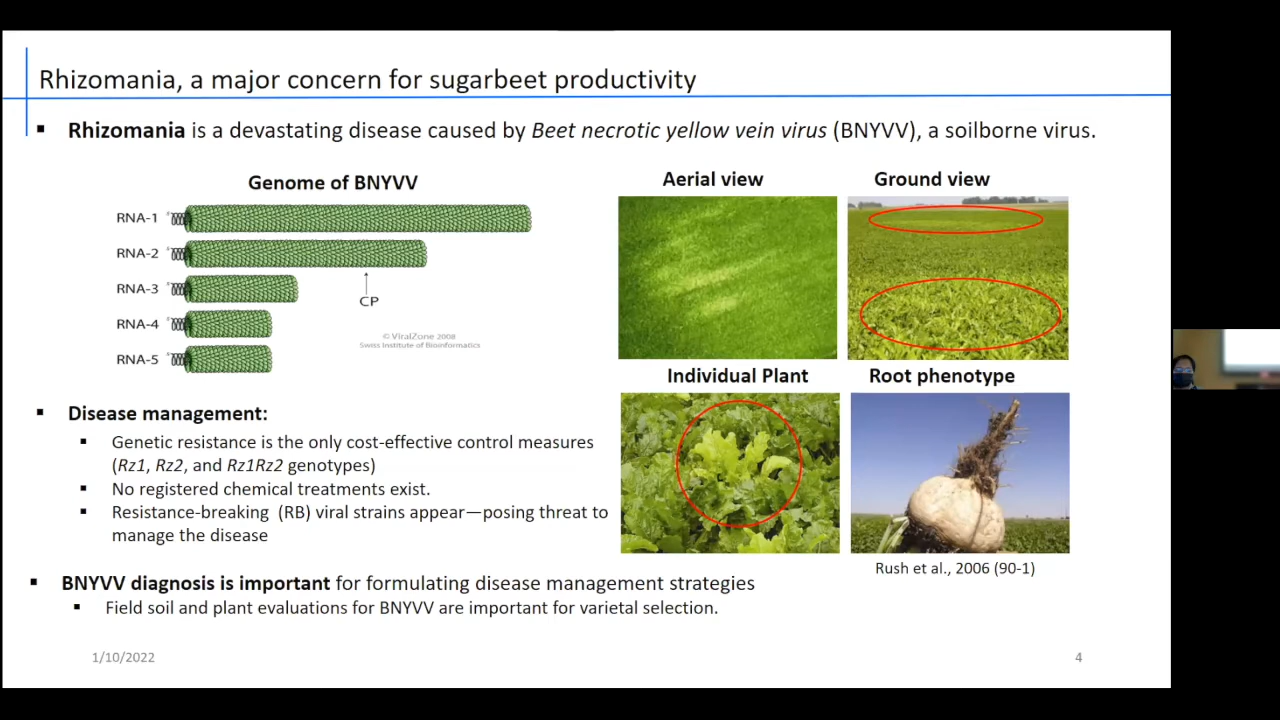 Rhizomania, a major concern for sugarbeet productivity
▪ Rhizomania is a devastating disease caused by Beet necrotic yellow vein virus (BNYVV), a soilborne virus.
Genome of BNYVV
RNA-1
RNA-2
RNA-3
CP
RNA-4
© ViralZone 2008
Swiss Institute of Bioinformatics
RNA-5
Aerial view
Ground view
Individual Plant
Root phenotype
Rush et al., 2006 (90-1)
▪ Disease management:
▪ Genetic resistance is the only cost-effective control measures
(Rz1, Rz2, and Rz1Rz2 genotypes)
▪ No registered chemical treatments exist.
▪ Resistance-breaking (RB) viral strains appear—posing threat to
manage the disease
▪ BNYVV diagnosis is important for formulating disease management strategies
▪ Field soil and plant evaluations for BNYVV are important for varietal selection.
1/10/2022
4